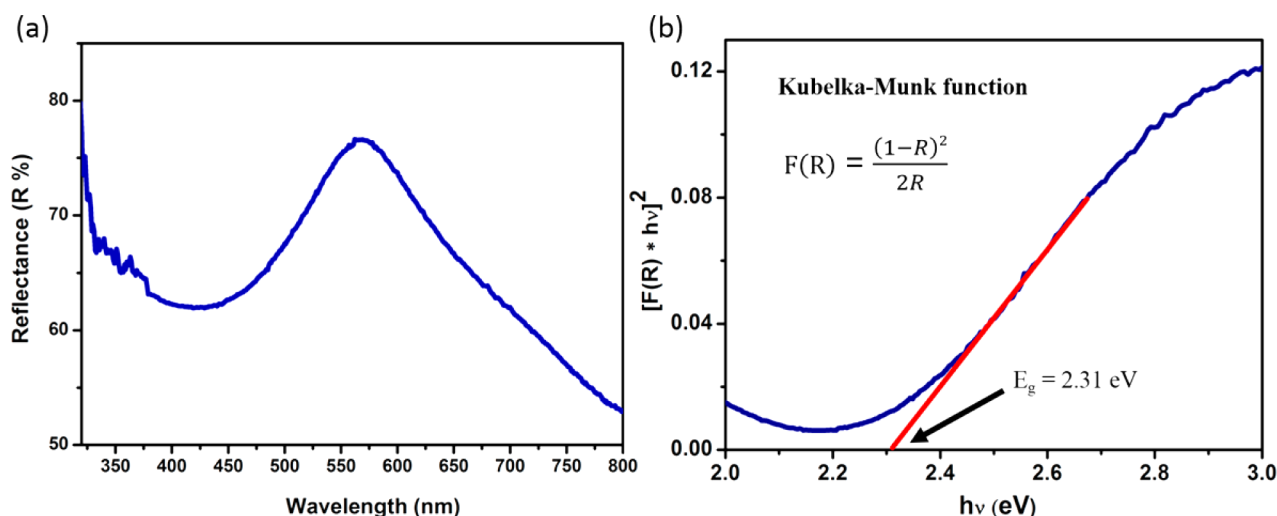 (a)
80
70
60
50
Reflectance (R %)
350 400 450 500 550 600 650 700 750 800
Wavelength (nm)
(b)
Kubelka-Munk function
F(R) = (1−R)²/2R
E_g = 2.31 eV
0.12
0.08
0.04
0.00
[F(R) * hν]²
2.0 2.2 2.4 2.6 2.8 3.0
hν (eV)